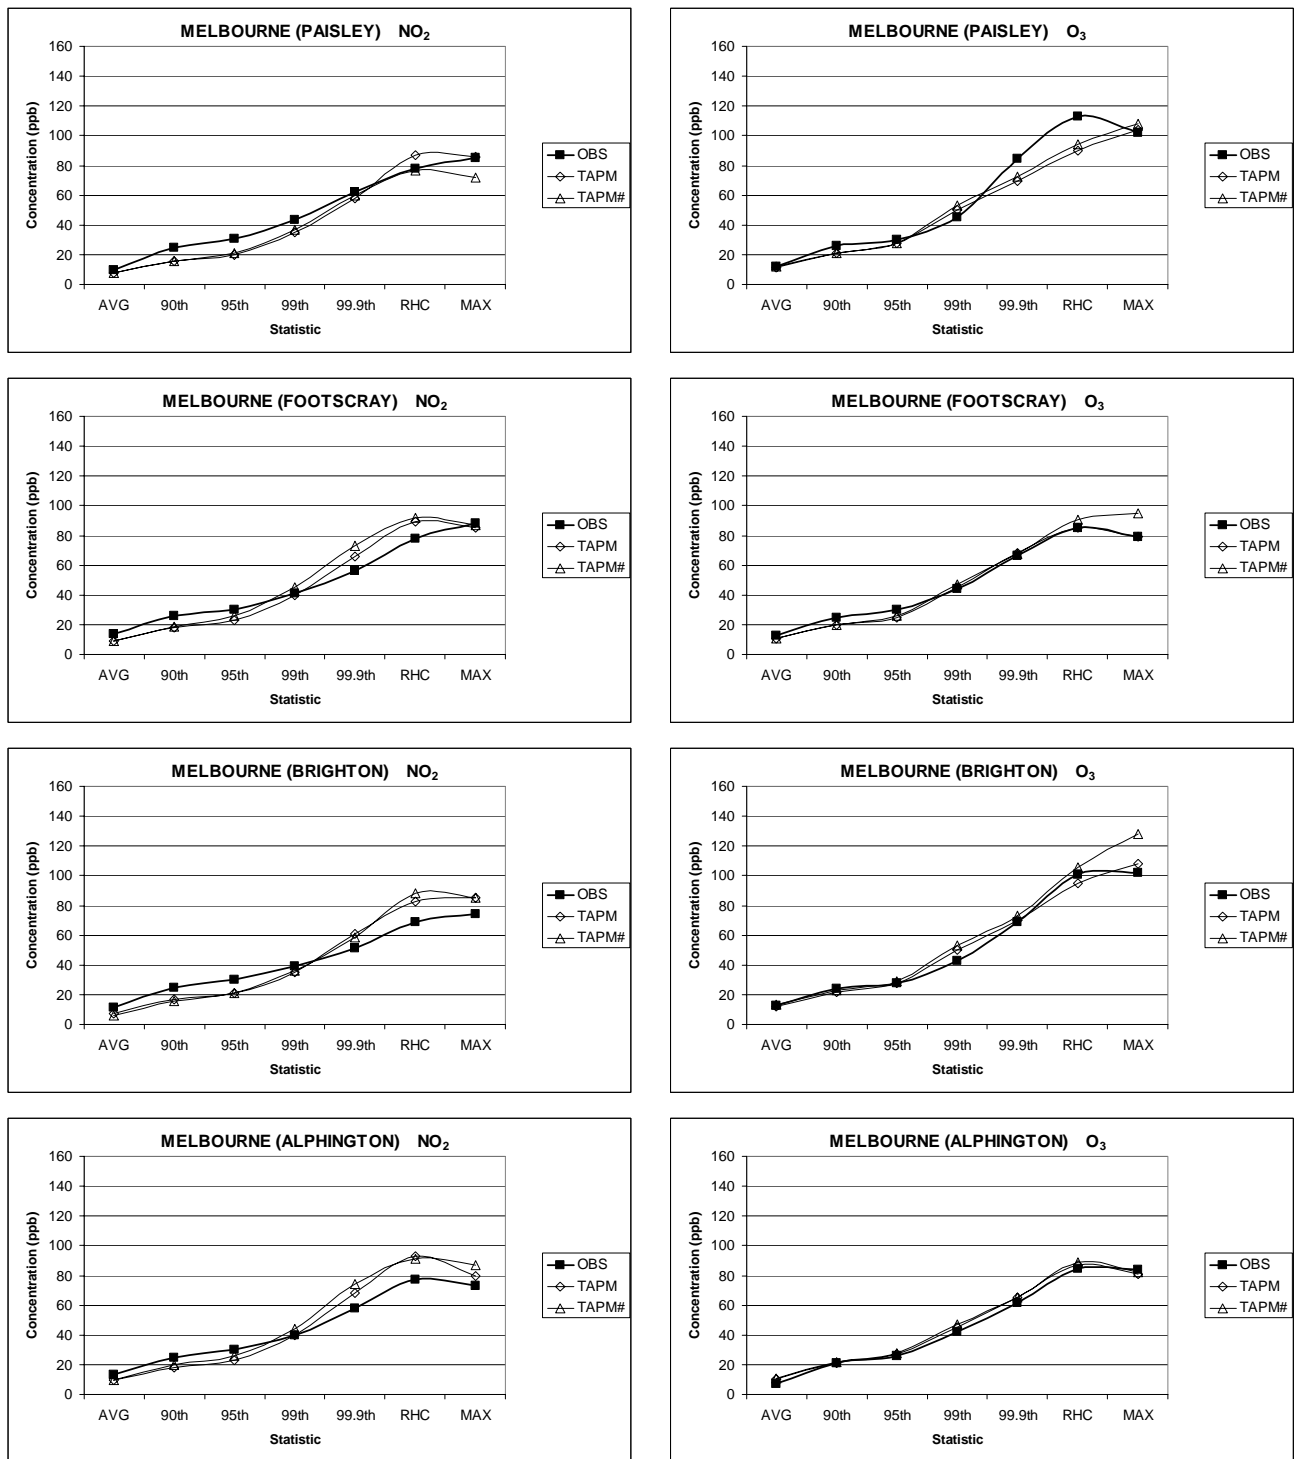 MELBOURNE (PAISLEY) NO₂
160
140
120
100
80
60
40
20
0
Concentration (ppb)
AVG 90th 95th 99th 99.9th RHC MAX
Statistic
OBS
TAPM
TAPM#
MELBOURNE (PAISLEY) O₃
160
140
120
100
80
60
40
20
0
Concentration (ppb)
AVG 90th 95th 99th 99.9th RHC MAX
Statistic
OBS
TAPM
TAPM#
MELBOURNE (FOOTSCRAY) NO₂
160
140
120
100
80
60
40
20
0
Concentration (ppb)
AVG 90th 95th 99th 99.9th RHC MAX
Statistic
OBS
TAPM
TAPM#
MELBOURNE (FOOTSCRAY) O₃
160
140
120
100
80
60
40
20
0
Concentration (ppb)
AVG 90th 95th 99th 99.9th RHC MAX
Statistic
OBS
TAPM
TAPM#
MELBOURNE (BRIGHTON) NO₂
160
140
120
100
80
60
40
20
0
Concentration (ppb)
AVG 90th 95th 99th 99.9th RHC MAX
Statistic
OBS
TAPM
TAPM#
MELBOURNE (BRIGHTON) O₃
160
140
120
100
80
60
40
20
0
Concentration (ppb)
AVG 90th 95th 99th 99.9th RHC MAX
Statistic
OBS
TAPM
TAPM#
MELBOURNE (ALPHINGTON) NO₂
160
140
120
100
80
60
40
20
0
Concentration (ppb)
AVG 90th 95th 99th 99.9th RHC MAX
Statistic
OBS
TAPM
TAPM#
MELBOURNE (ALPHINGTON) O₃
160
140
120
100
80
60
40
20
0
Concentration (ppb)
AVG 90th 95th 99th 99.9th RHC MAX
Statistic
OBS
TAPM
TAPM#